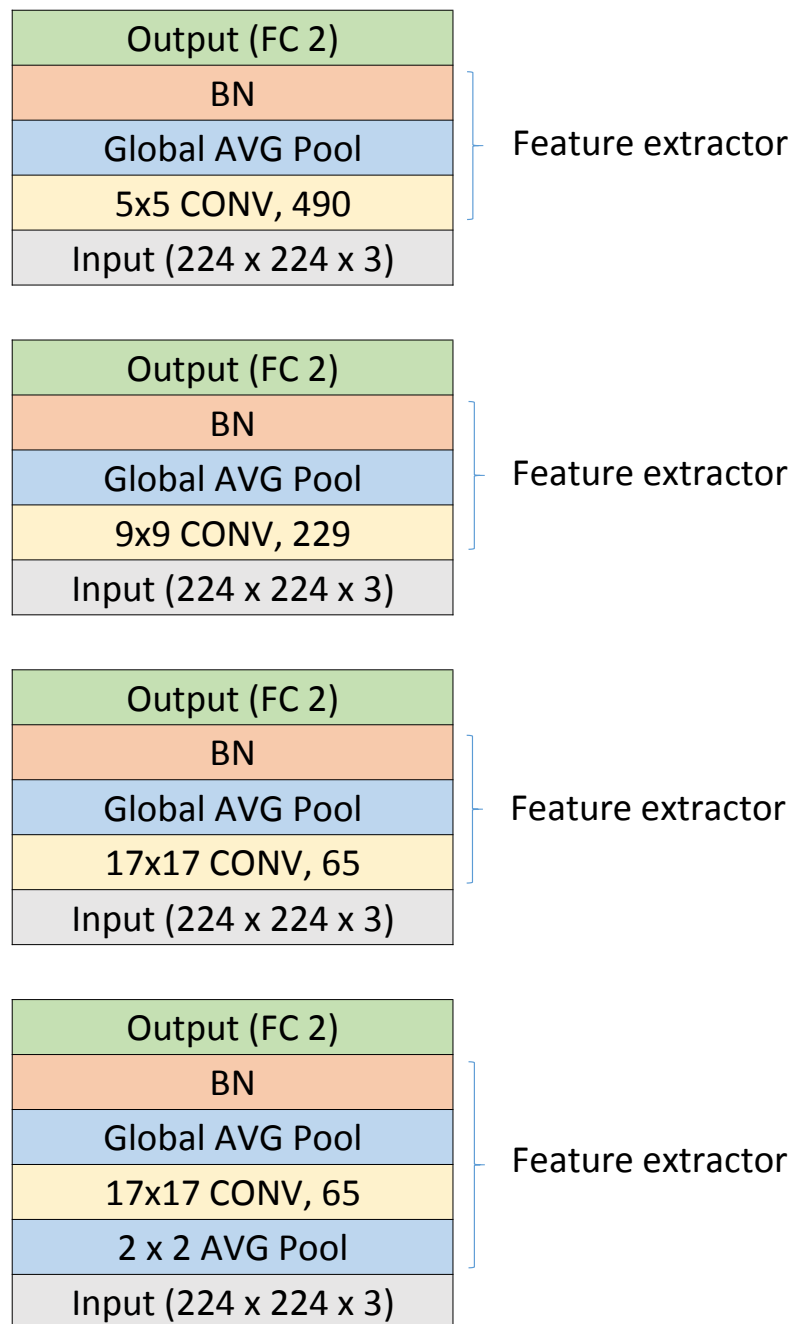 Output (FC 2)
BN
Global AVG Pool
5x5 CONV, 490
Input (224 x 224 x 3)
Feature extractor
Output (FC 2)
BN
Global AVG Pool
9x9 CONV, 229
Input (224 x 224 x 3)
Feature extractor
Output (FC 2)
BN
Global AVG Pool
17x17 CONV, 65
Input (224 x 224 x 3)
Feature extractor
Output (FC 2)
BN
Global AVG Pool
17x17 CONV, 65
2 x 2 AVG Pool
Input (224 x 224 x 3)
Feature extractor